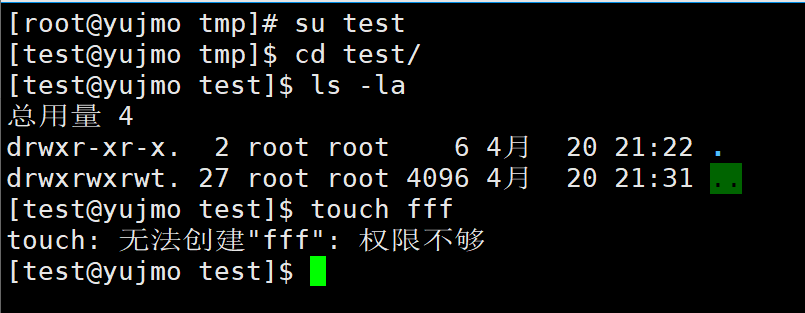 [root@yujmo tmp]# su test
[test@yujmo tmp]$ cd test/
[test@yujmo test]$ ls -la
总用量 4
drwxr-xr-x.  2 root root    6 4月  20 21:22 .
drwxrwxrwt. 27 root root 4096 4月  20 21:31 ..
[test@yujmo test]$ touch fff
touch: 无法创建"fff": 权限不够
[test@yujmo test]$